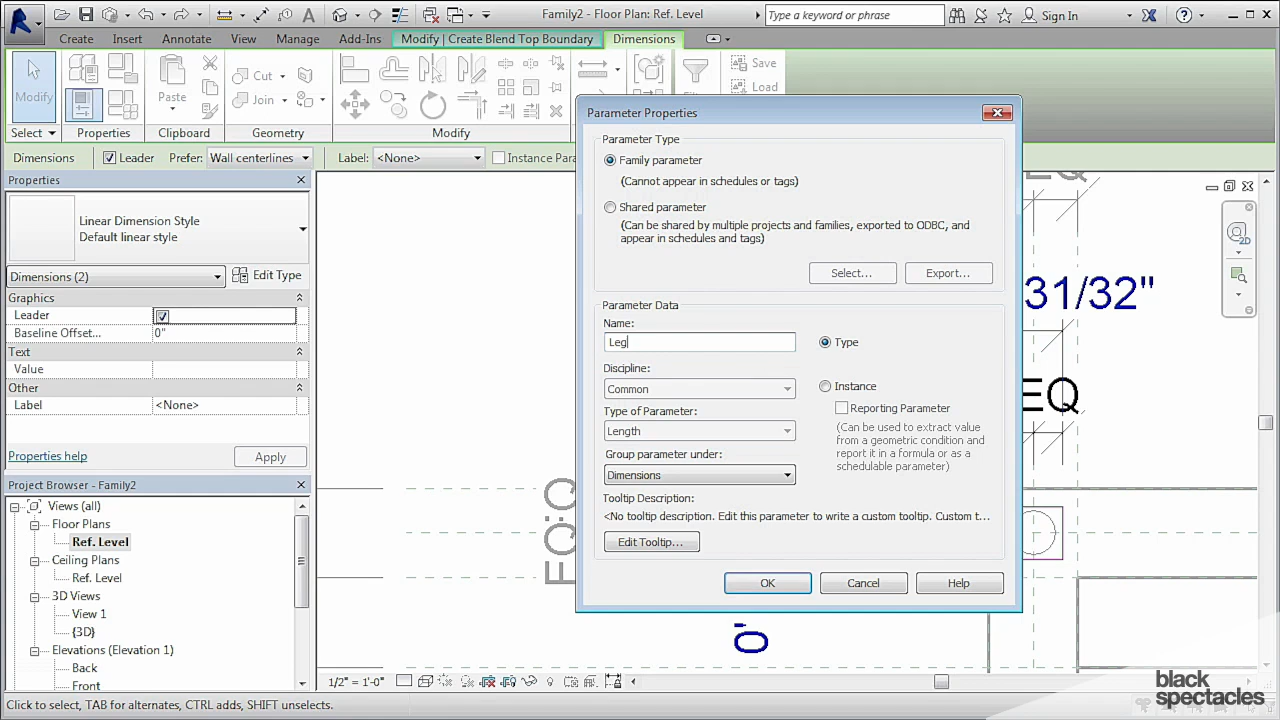 Family2 - Floor Plan: Ref. Level
Type a keyword or phrase
Sign In
Create
Insert
Annotate
View
Manage
Add-Ins
Modify | Create Blend Top Boundary
Dimensions
Modify
Paste
Cut
Join
Save
Load
Select
Properties
Clipboard
Geometry
Modify
Dimensions
Leader
Prefer:
Wall centerlines
Label:
<None>
Instance Para
Properties
Linear Dimension Style
Default linear style
Dimensions (2)
Edit Type
Graphics
Leader
Baseline Offset...
0"
Text
Value
Other
Label
<None>
Properties help
Apply
Project Browser - Family2
Views (all)
Floor Plans
Ref. Level
Ceiling Plans
Ref. Level
3D Views
View 1
{3D}
Elevations (Elevation 1)
Back
Front
Parameter Properties
Parameter Type
Family parameter
(Cannot appear in schedules or tags)
Shared parameter
(Can be shared by multiple projects and families, exported to ODBC, and
appear in schedules and tags)
Select...
Export...
Parameter Data
Name:
Leg
Type
Discipline:
Common
Instance
Type of Parameter:
Length
Reporting Parameter
(Can be used to extract value
from a geometric condition and
report it in a formula or as a
schedulable parameter)
Group parameter under:
Dimensions
Tooltip Description:
<No tooltip description. Edit this parameter to write a custom tooltip. Custom t...
Edit Tooltip...
OK
Cancel
Help
31/32"
EQ
2D
1/2" = 1'-0"
Click to select, TAB for alternates, CTRL adds, SHIFT unselects.
black
spectacles